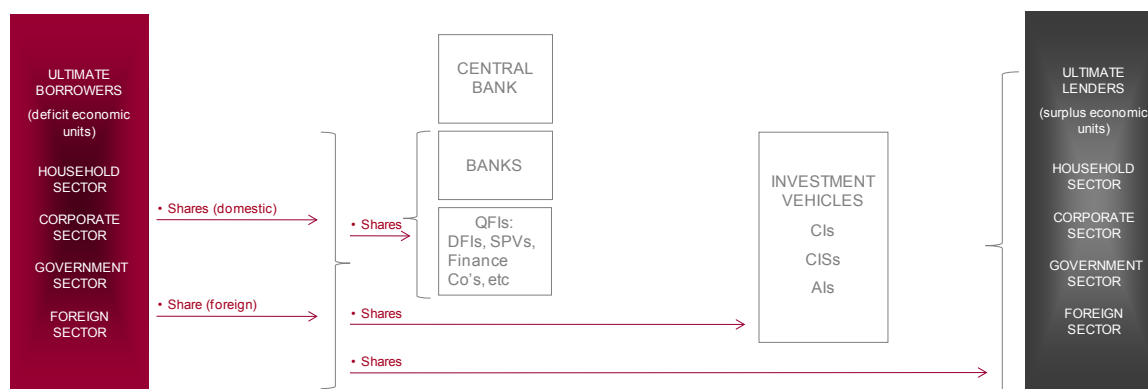 ULTIMATE
BORROWERS
(deficit economic
units)
HOUSEHOLD
SECTOR
CORPORATE
SECTOR
GOVERNMENT
SECTOR
FOREIGN
SECTOR
• Shares (domestic)
• Share (foreign)
• Shares
• Shares
• Shares
CENTRAL
BANK
BANKS
QFIs:
DFIs, SPVs,
Finance
Co's, etc
INVESTMENT
VEHICLES
CIs
CISs
AIs
ULTIMATE
LENDERS
(surplus economic
units)
HOUSEHOLD
SECTOR
CORPORATE
SECTOR
GOVERNMENT
SECTOR
FOREIGN
SECTOR